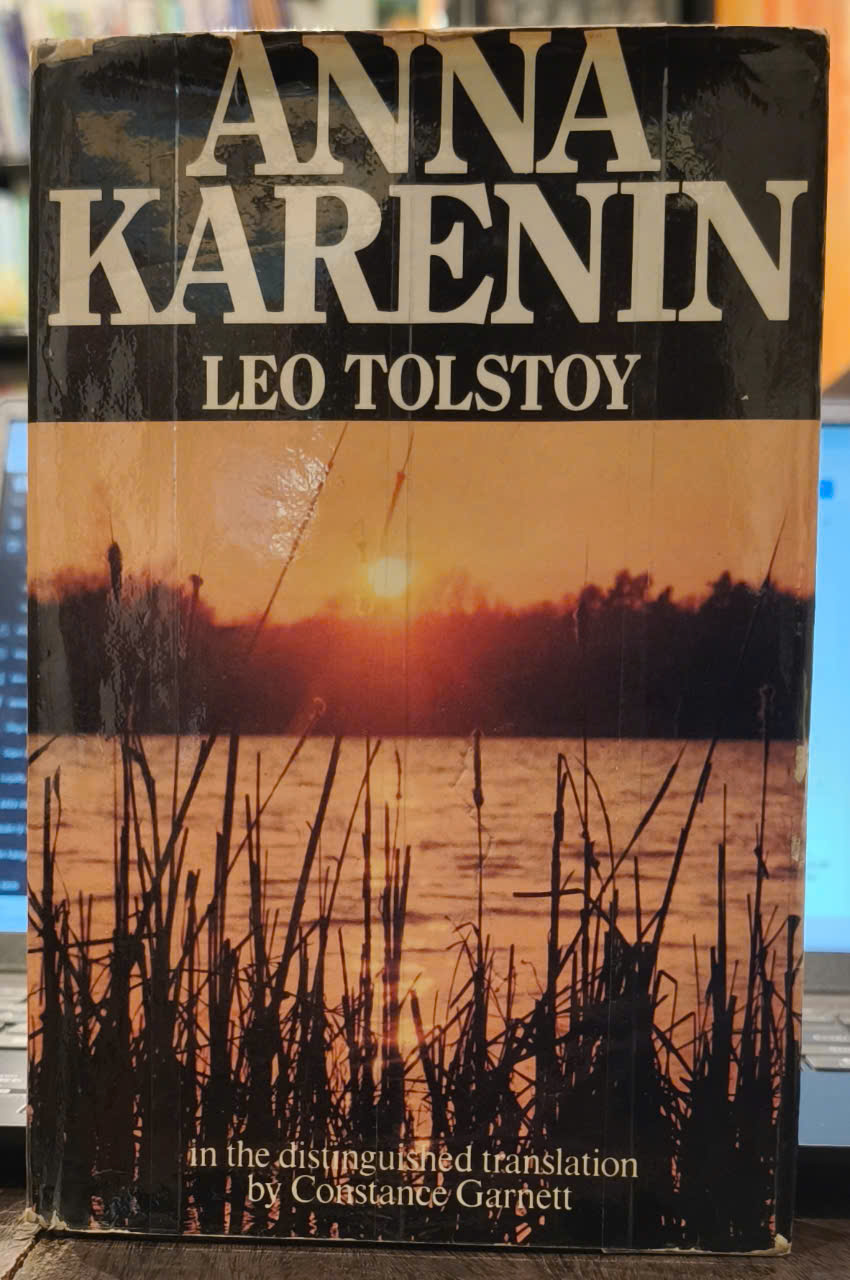 ANNA
KARENIN
LEO TOLSTOY
in the distinguished translation
by Constance Garnett